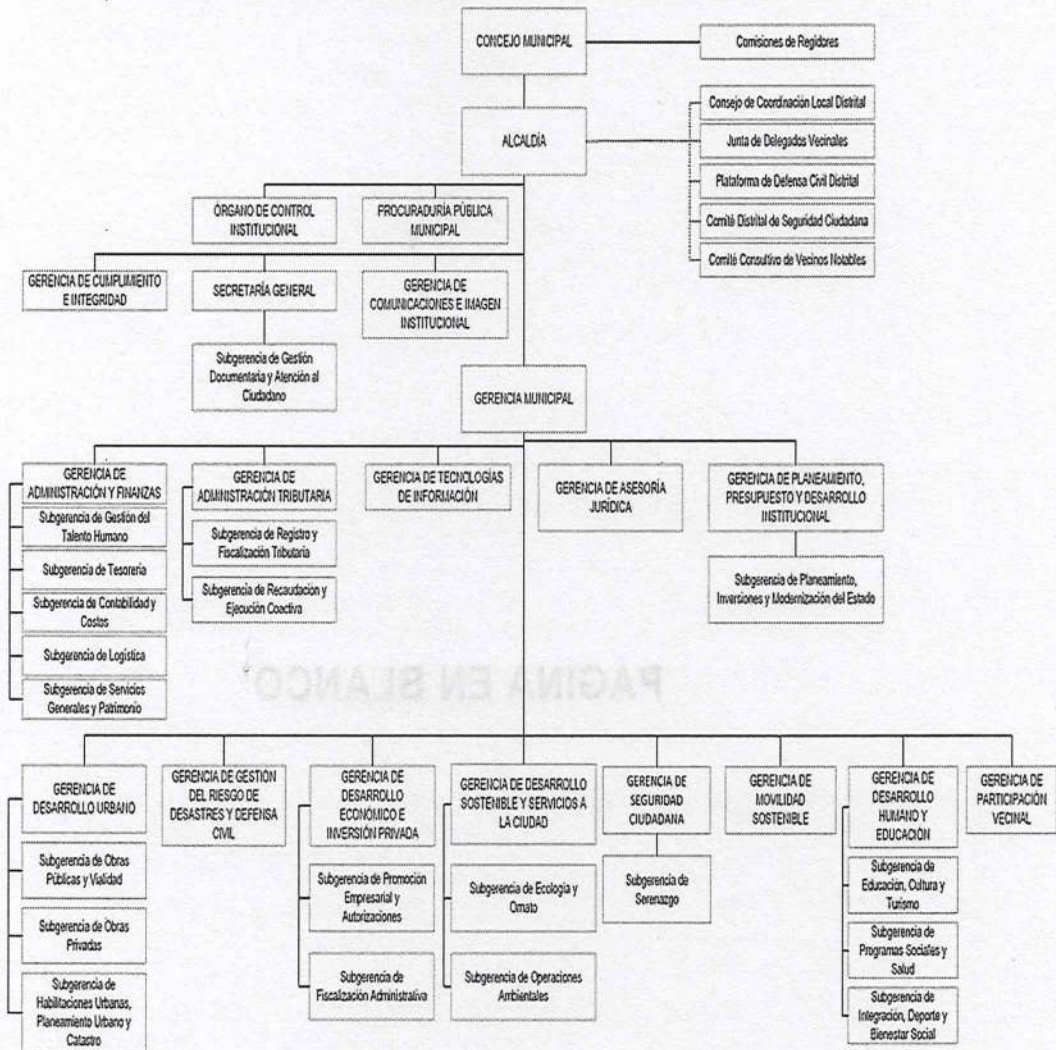 CONCEJO MUNICIPAL
Comisiones de Regidores
ALCALDÍA
Consejo de Coordinación Local Distrital
Junta de Delegados Vecinales
Plataforma de Defensa Civil Distrital
Comité Distrital de Seguridad Ciudadana
Comité Consultivo de Vecinos Notables
ÓRGANO DE CONTROL
INSTITUCIONAL
PROCURADURÍA PÚBLICA
MUNICIPAL
GERENCIA DE CUMPLIMIENTO
E INTEGRIDAD
SECRETARÍA GENERAL
GERENCIA DE
COMUNICACIONES E IMAGEN
INSTITUCIONAL
Subgerencia de Gestión
Documentaria y Atención al
Ciudadano
GERENCIA MUNICIPAL
GERENCIA DE
ADMINISTRACIÓN Y FINANZAS
Subgerencia de Gestión del
Talento Humano
Subgerencia de Tesorería
Subgerencia de Contabilidad y
Costos
Subgerencia de Logística
Subgerencia de Servicios
Generales y Patrimonio
GERENCIA DE
ADMINISTRACIÓN TRIBUTARIA
Subgerencia de Registro y
Fiscalización Tributaria
Subgerencia de Recaudación y
Ejecución Coactiva
GERENCIA DE TECNOLOGÍAS
DE INFORMACIÓN
GERENCIA DE ASESORÍA
JURÍDICA
GERENCIA DE PLANEAMIENTO,
PRESUPUESTO Y DESARROLLO
INSTITUCIONAL
Subgerencia de Planeamiento,
Inversiones y Modernización del Estado
PÁGINA EN BLANCO
GERENCIA DE
DESARROLLO URBANO
Subgerencia de Obras
Públicas y Vialidad
Subgerencia de Obras
Privadas
Subgerencia de
Habilitaciones Urbanas,
Planeamiento Urbano y
Catastro
GERENCIA DE GESTIÓN
DEL RIESGO DE
DESASTRES Y DEFENSA
CIVIL
GERENCIA DE
DESARROLLO
ECONÓMICO E
INVERSIÓN PRIVADA
Subgerencia de Promoción
Empresarial y
Autorizaciones
Subgerencia de
Fiscalización Administrativa
GERENCIA DE DESARROLLO
SOSTENIBLE Y SERVICIOS A
LA CIUDAD
Subgerencia de Ecología y
Ornato
Subgerencia de Operaciones
Ambientales
GERENCIA DE
SEGURIDAD
CIUDADANA
Subgerencia de
Serenazgo
GERENCIA DE
MOVILIDAD
SOSTENIBLE
GERENCIA DE
DESARROLLO
HUMANO Y
EDUCACIÓN
Subgerencia de
Educación, Cultura y
Turismo
Subgerencia de
Programas Sociales y
Salud
Subgerencia de
Integración, Deporte y
Bienestar Social
GERENCIA DE
PARTICIPACIÓN
VECINAL